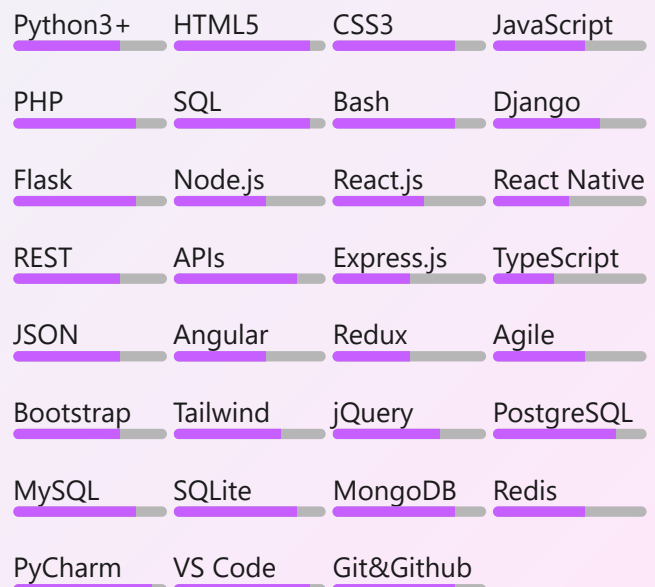 Python3+ HTML5 CSS3 JavaScript
PHP SQL Bash Django
Flask Node.js React.js React Native
REST APIs Express.js TypeScript
JSON Angular Redux Agile
Bootstrap Tailwind jQuery PostgreSQL
MySQL SQLite MongoDB Redis
PyCharm VS Code Git&Github